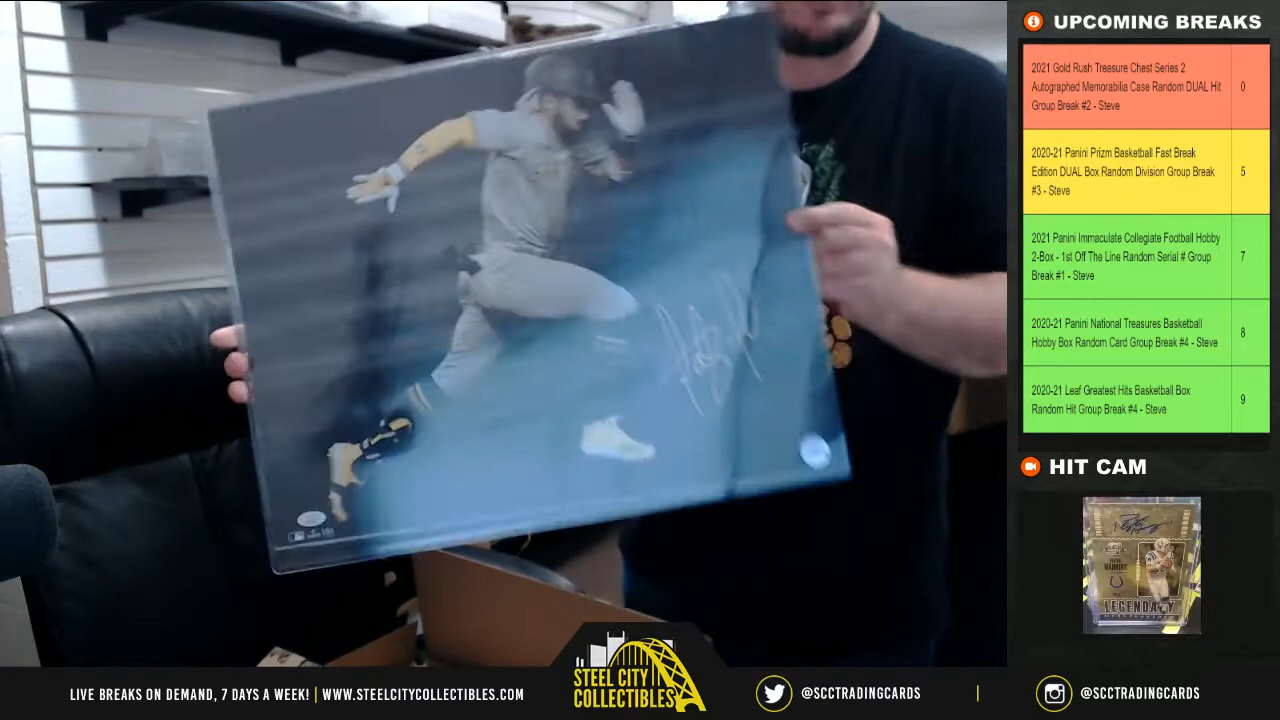 UPCOMING BREAKS
2021 Gold Rush Treasure Chest Series 2
Autographed Memorabilia Case Random DUAL Hit
Group Break #2 - Steve
0
2020-21 Panini Prizm Basketball Fast Break
Edition DUAL Box Random Division Group Break
#3 - Steve
5
2021 Panini Immaculate Collegiate Football Hobby
2-Box - 1st Off The Line Random Serial # Group
Break #1 - Steve
7
2020-21 Panini National Treasures Basketball
Hobby Box Random Card Group Break #4 - Steve
8
2020-21 Leaf Greatest Hits Basketball Box
Random Hit Group Break #4 - Steve
9
HIT CAM
LEGENDARY
STEEL CITY
COLLECTIBLES
LIVE BREAKS ON DEMAND, 7 DAYS A WEEK! | WWW.STEELCITYCOLLECTIBLES.COM
@SCCTRADINGCARDS
|
@SCCTRADINGCARDS